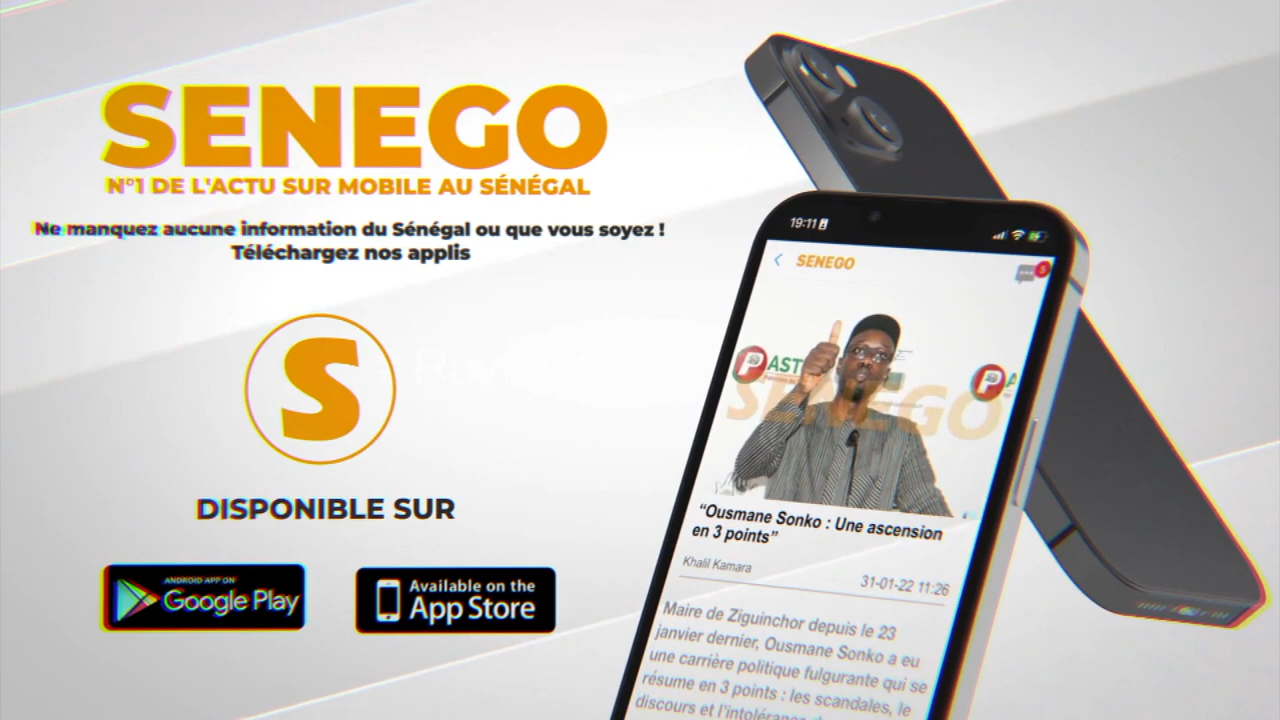 SENEGO
N°1 DE L'ACTU SUR MOBILE AU SÉNÉGAL
Ne manquez aucune information du Sénégal ou que vous soyez !
Téléchargez nos applis
S
DISPONIBLE SUR
ANDROID APP ON
Google Play
Available on the
App Store
19:11
SENEGO
5
PAST
SENEGO
“Ousmane Sonko : Une ascension
en 3 points”
Khalil Kamara
31-01-22 11:26
Maire de Ziguinchor depuis le 23
janvier dernier, Ousmane Sonko a eu
une carrière politique fulgurante qui se
résume en 3 points : les scandales, le
discours et l'intolérance